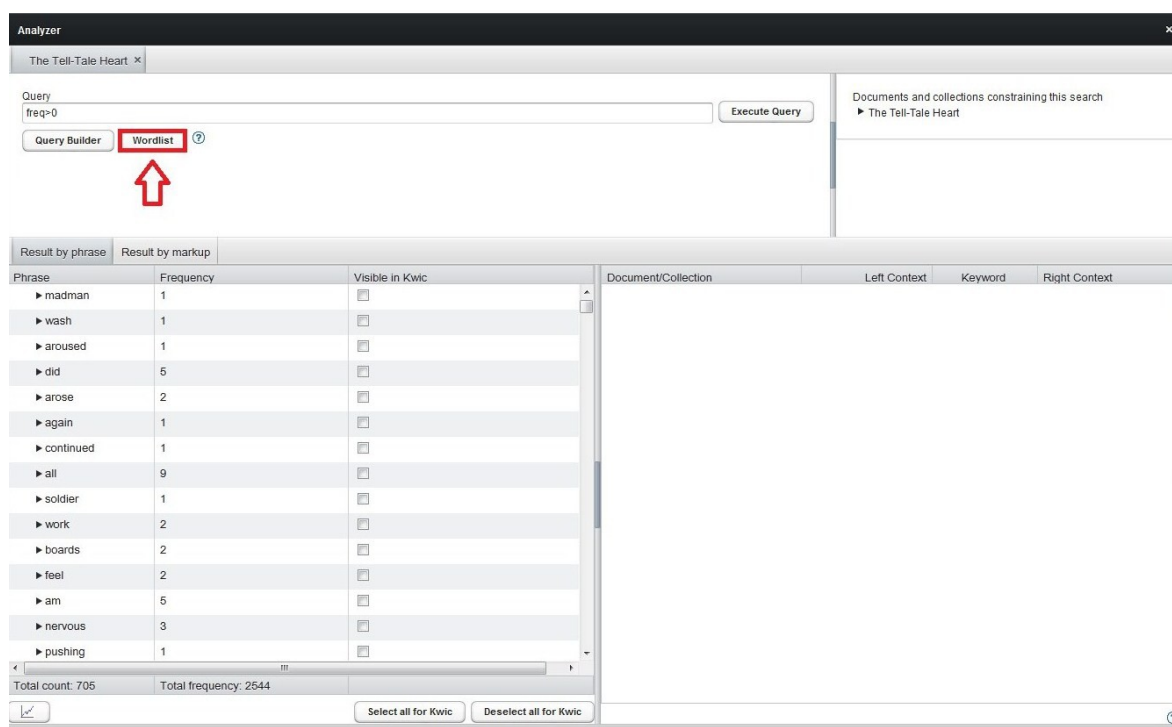 Analyzer ×
The Tell-Tale Heart ×
Query
freq>0
Execute Query
Query Builder Wordlist ?
Documents and collections constraining this search
The Tell-Tale Heart
Result by phrase Result by markup
Phrase Frequency Visible in Kwic
madman 1
wash 1
aroused 1
did 5
arose 2
again 1
continued 1
all 9
soldier 1
work 2
boards 2
feel 2
am 5
nervous 3
pushing 1
Total count: 705 Total frequency: 2544
Select all for Kwic Deselect all for Kwic
Document/Collection Left Context Keyword Right Context